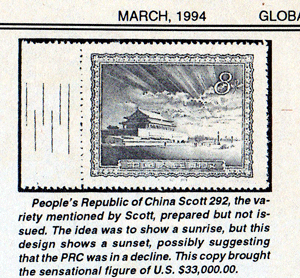 MARCH, 1994 GLOBA
8
People's Republic of China Scott 292, the va-
riety mentioned by Scott, prepared but not is-
sued. The idea was to show a sunrise, but this
design shows a sunset, possibly suggesting
that the PRC was in a decline. This copy brought
the sensational figure of U.S. $33,000.00.